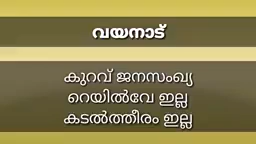 വയനാട്
കുറവ് ജനസംഖ്യ
റെയിൽവേ ഇല്ല
കടൽത്തീരം ഇല്ല